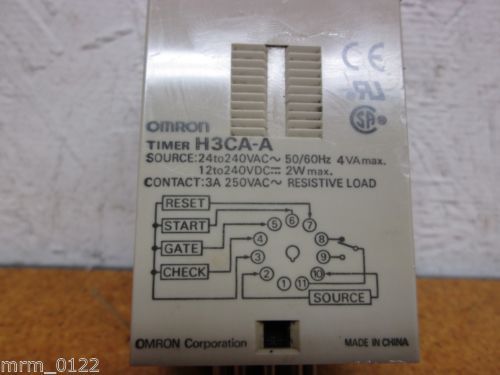 CE
UR
SA
OMRON
TIMER H3CA-A
SOURCE: 24to240VAC～ 50/60Hz 4VA max.
12to240VDC⎓ 2W max.
CONTACT: 3A 250VAC～ RESISTIVE LOAD
RESET
START
GATE
CHECK
6
5 7
4 8
3 9
2 10
1 11
SOURCE
OMRON Corporation MADE IN CHINA
mrm_0122